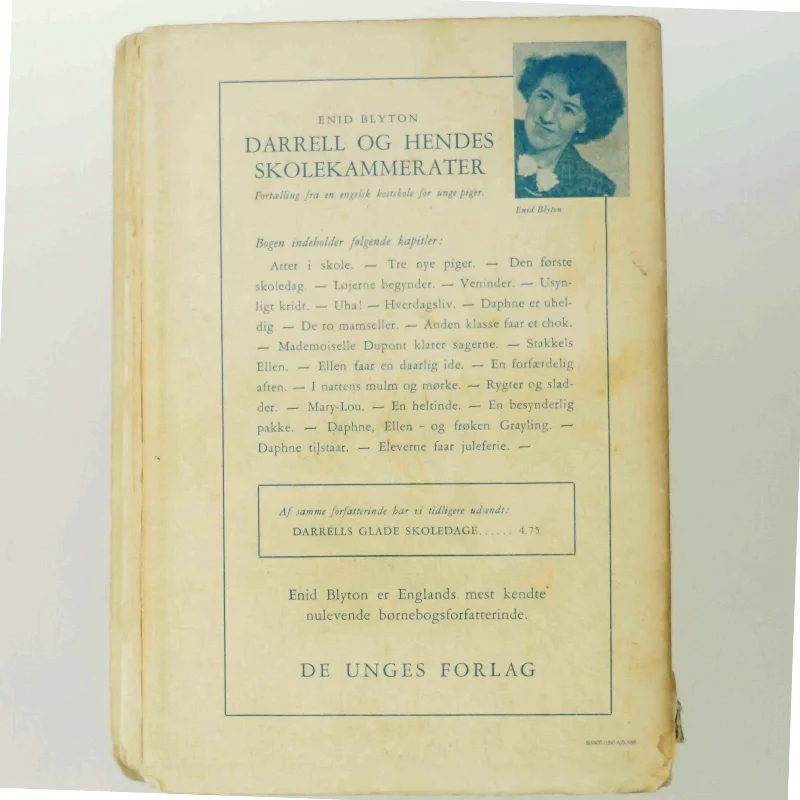 ENID BLYTON
DARRELL OG HENDES
SKOLEKAMMERATER
Fortælling fra en engelsk kostskole for unge piger.
Enid Blyton
Bogen indeholder følgende kapitler:
Atter i skole. — Tre nye piger. — Den første
skoledag. — Løjerne begynder. — Veninder. — Usyn-
ligt kridt. — Uha! — Hverdagsliv. — Daphne er uhel-
dig. — De to mamseller. — Anden klasse faar et chok.
— Mademoiselle Dupont klarer sagerne. — Stakkels
Ellen. — Ellen faar en daarlig ide. — En forfærdelig
aften. — I nattens mulm og mørke. — Rygter og slad-
der. — Mary-Lou. — En heltinde. — En besynderlig
pakke. — Daphne, Ellen – og frøken Grayling. —
Daphne tilstaar. — Eleverne faar juleferie. —
Af samme forfatterinde har vi tidligere udsendt:
DARRELLS GLADE SKOLEDAGE...... 4.75
Enid Blyton er Englands mest kendte
nulevende børnebogsforfatterinde.
DE UNGES FORLAG